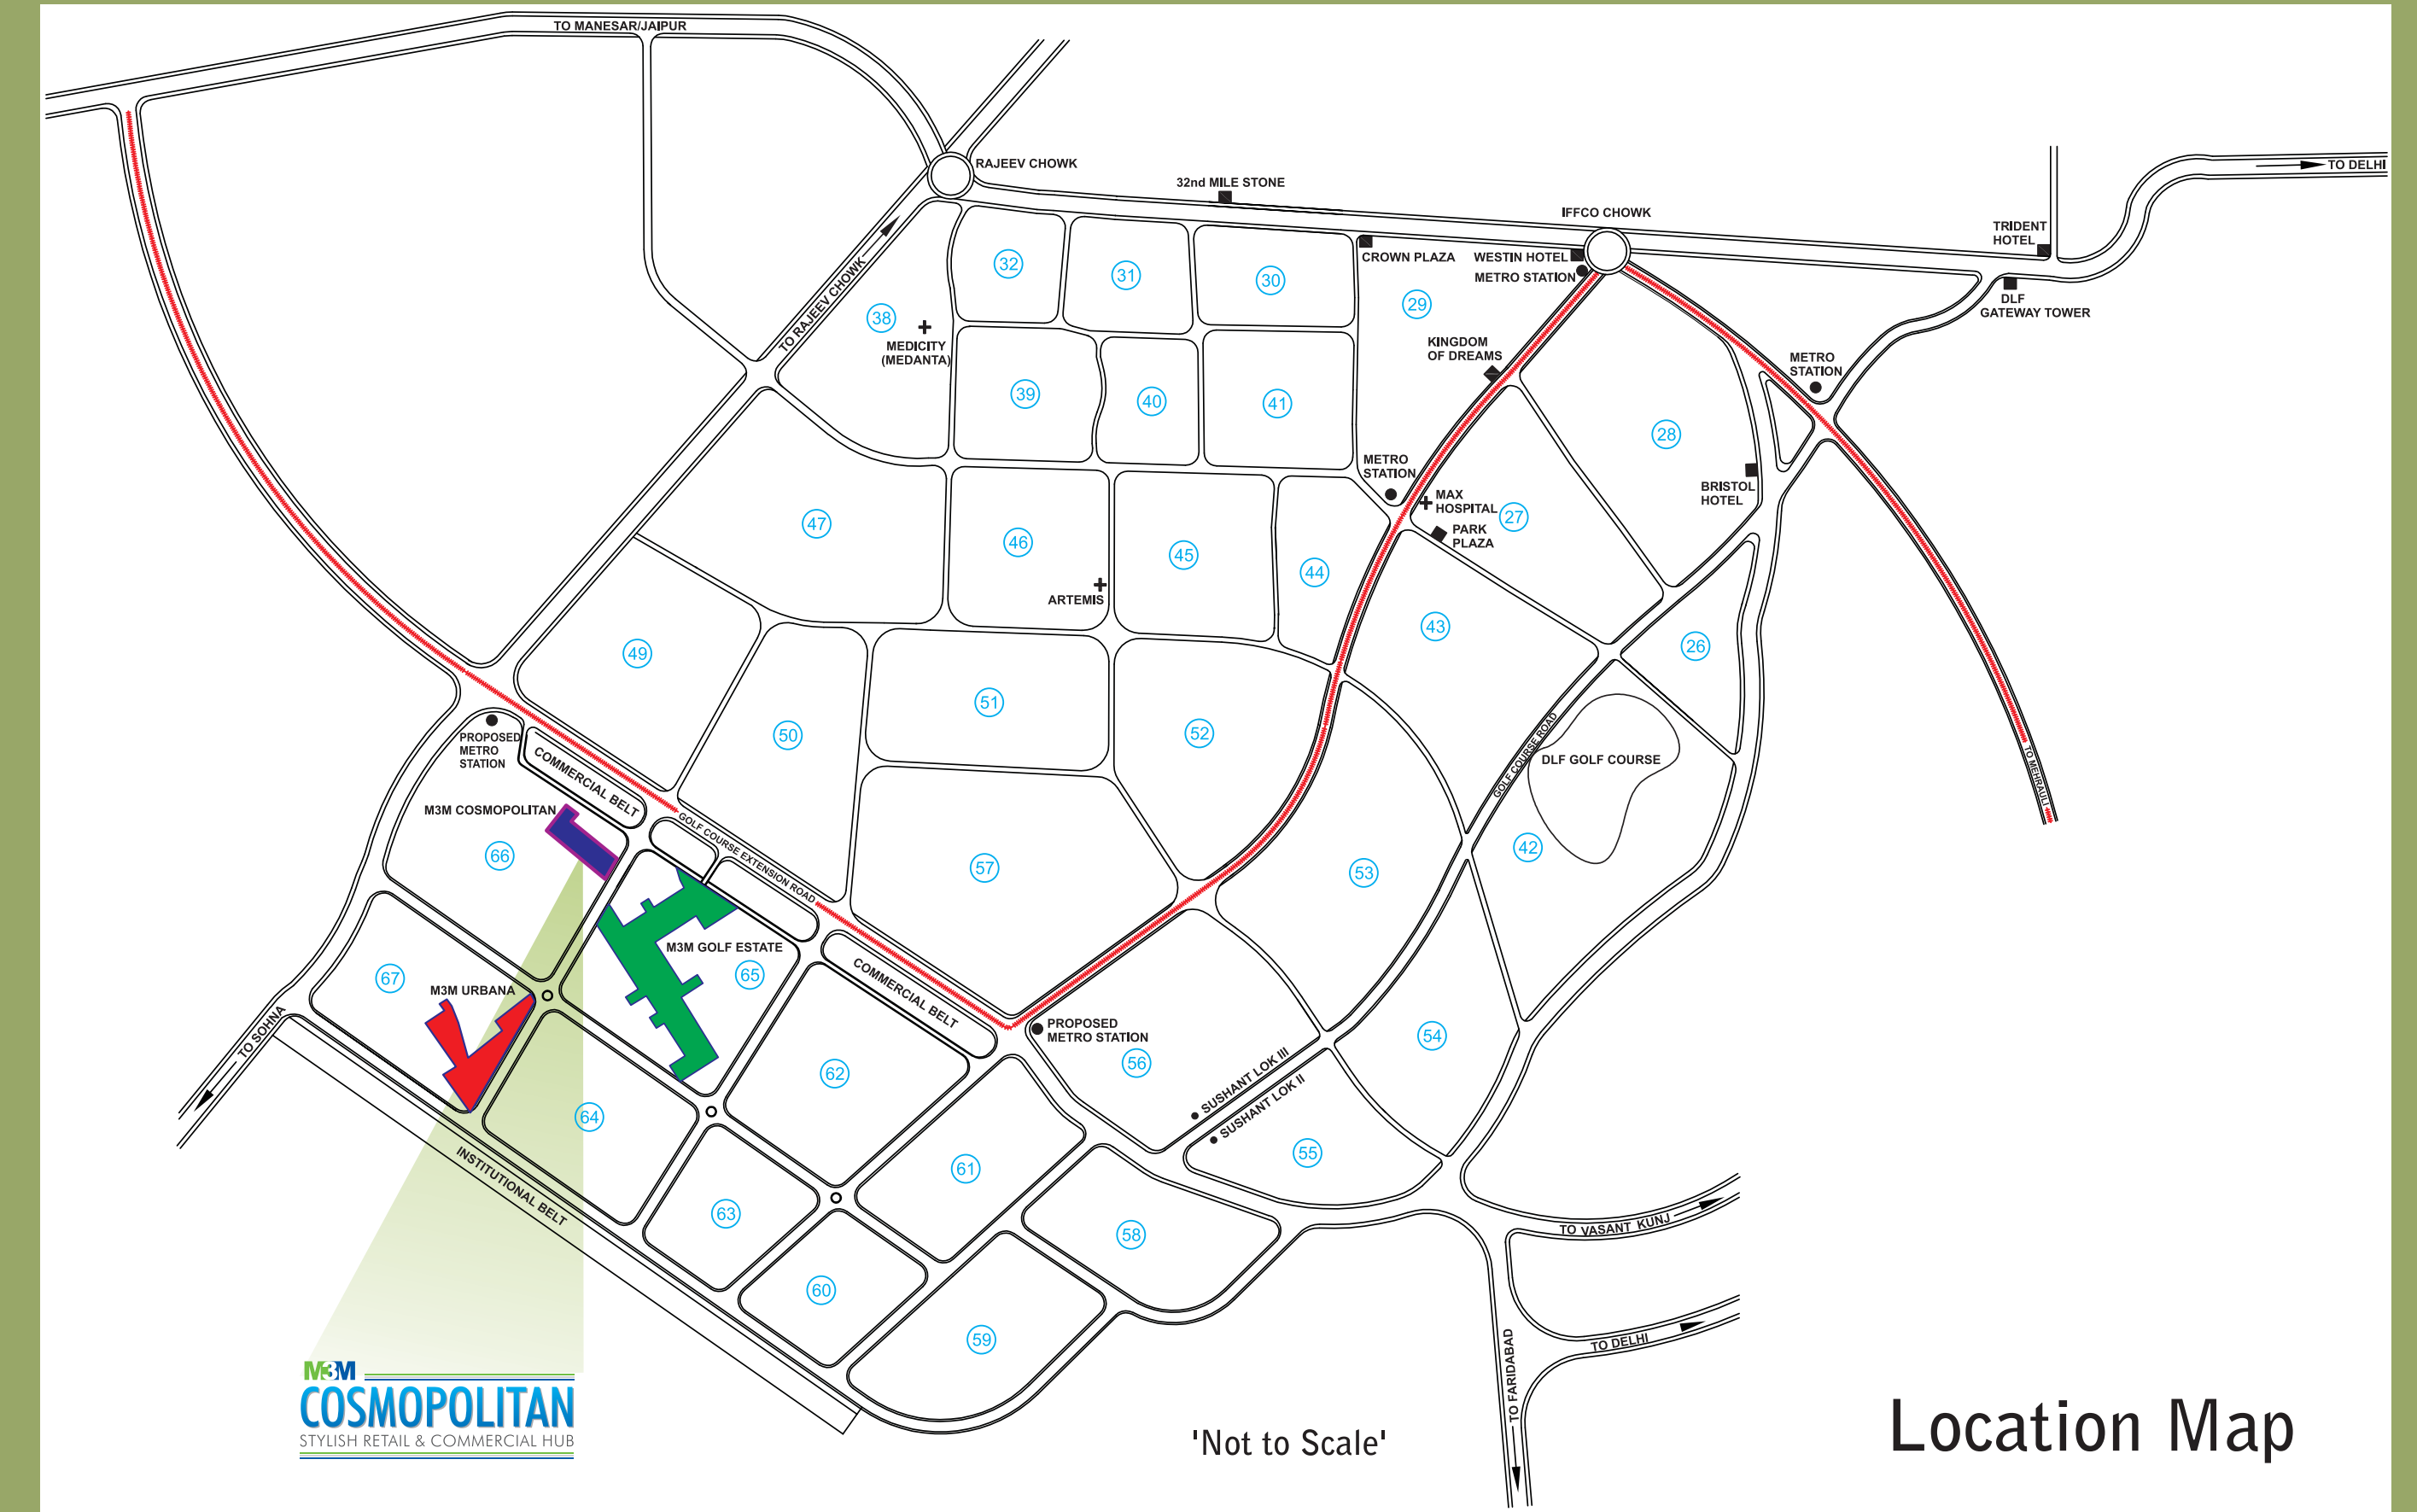 TO MANESAR/JAIPUR
RAJEEV CHOWK
TO DELHI
32nd MILE STONE
IFFCO CHOWK
TRIDENT
HOTEL
CROWN PLAZA
WESTIN HOTEL
METRO STATION
DLF
GATEWAY TOWER
TO RAJEEV CHOWK
32
31
30
29
38
MEDICITY
(MEDANTA)
KINGDOM
OF DREAMS
METRO
STATION
39
40
41
28
METRO
STATION
MAX
HOSPITAL
PARK
PLAZA
27
BRISTOL
HOTEL
47
46
45
44
ARTEMIS
43
26
49
50
51
52
GOLF COURSE ROAD
DLF GOLF COURSE
TO MEHRAULI
PROPOSED
METRO
STATION
COMMERCIAL BELT
M3M COSMOPOLITAN
GOLF COURSE EXTENSION ROAD
66
57
53
42
M3M GOLF ESTATE
65
67
M3M URBANA
COMMERCIAL BELT
PROPOSED
METRO STATION
TO SOHNA
62
56
54
SUSHANT LOK III
SUSHANT LOK II
64
55
61
INSTITUTIONAL BELT
63
58
TO VASANT KUNJ
60
59
TO DELHI
TO FARIDABAD
M3M
COSMOPOLITAN
STYLISH RETAIL & COMMERCIAL HUB
'Not to Scale'
Location Map